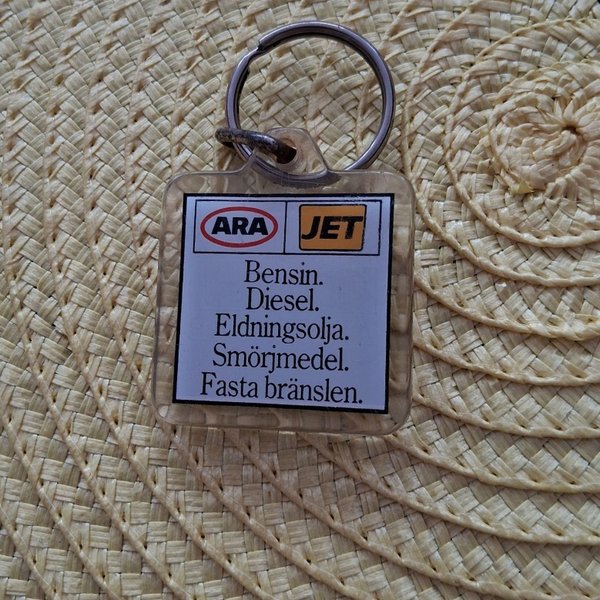 ARA JET
Bensin.
Diesel.
Eldningsolja.
Smörjmedel.
Fasta bränslen.